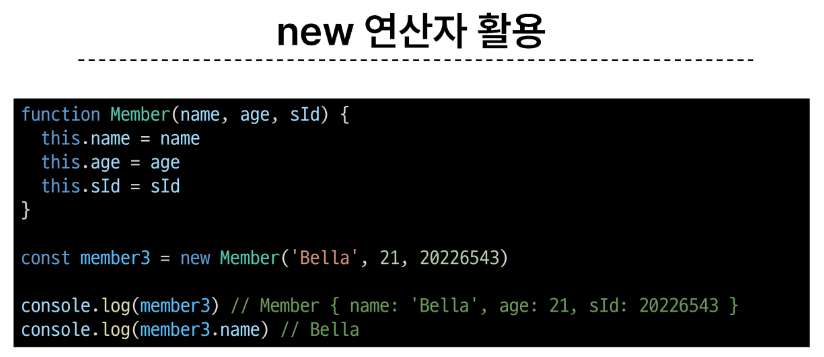 new 연산자 활용
function Member(name, age, sId) {
  this.name = name
  this.age = age
  this.sId = sId
}
const member3 = new Member('Bella', 21, 20226543)
console.log(member3) // Member { name: 'Bella', age: 21, sId: 20226543 }
console.log(member3.name) // Bella